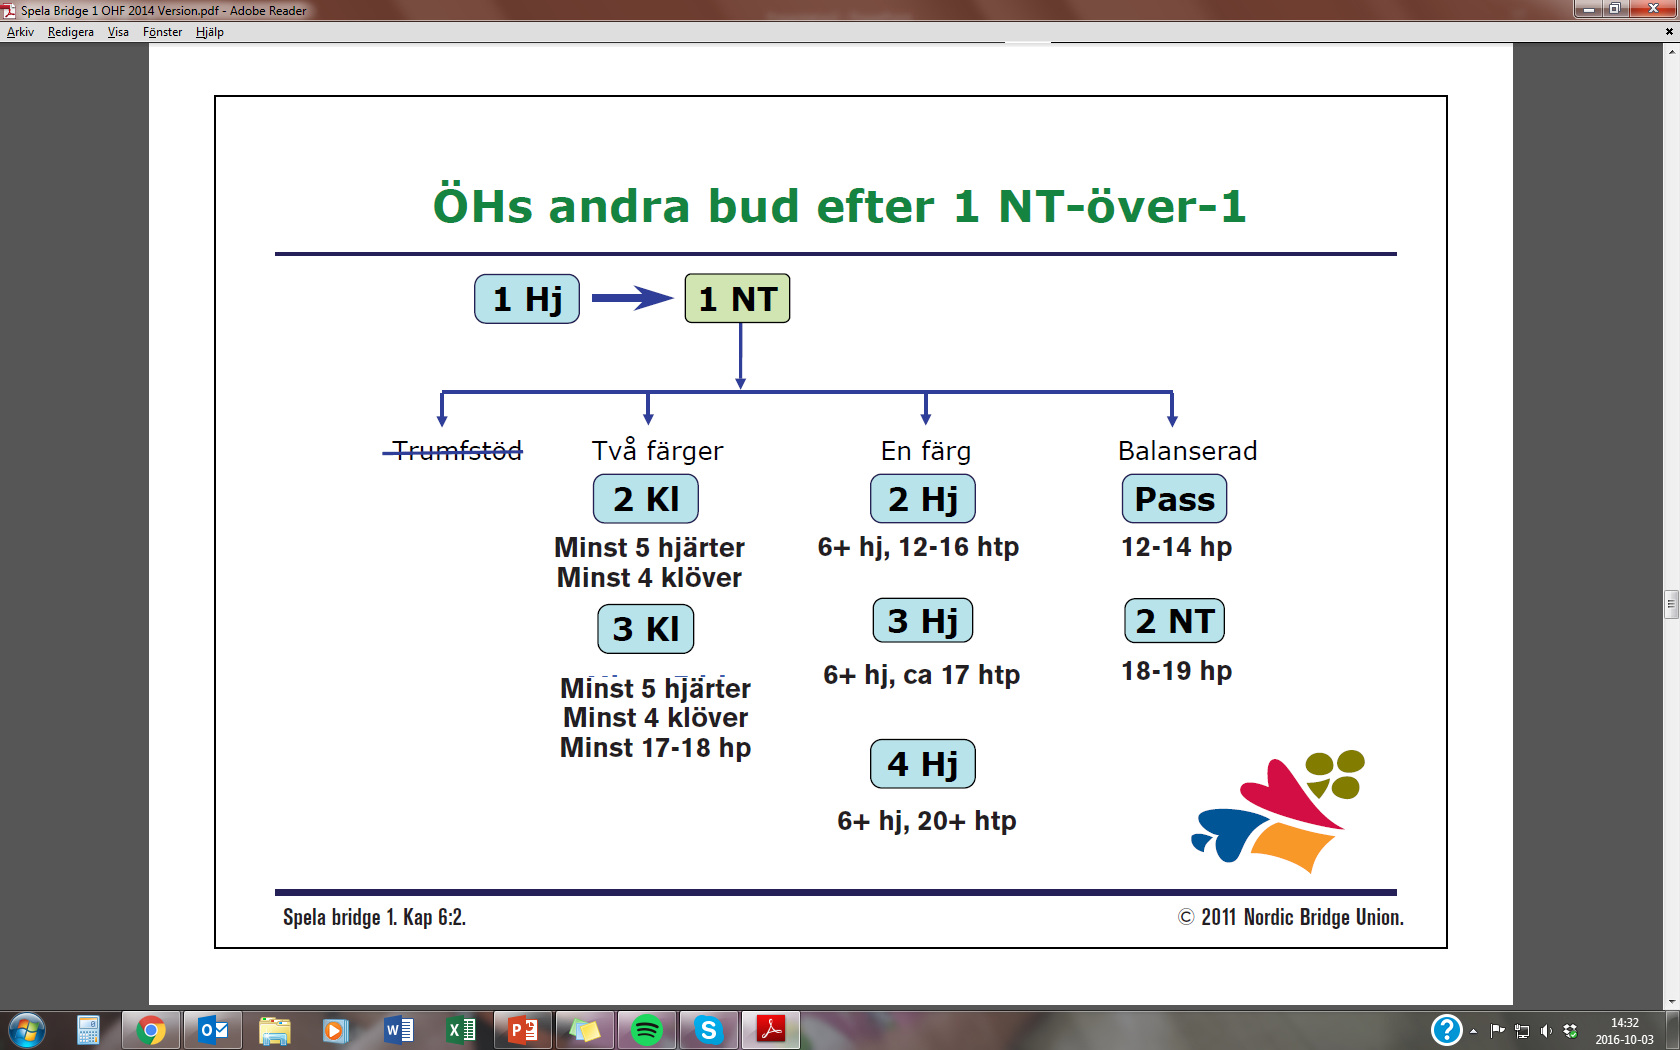 Spela Bridge 1 OHF 2014 Version.pdf - Adobe Reader
Arkiv Redigera Visa Fönster Hjälp
ÖHs andra bud efter 1 NT-över-1
1 Hj 1 NT
Trumfstöd Två färger En färg Balanserad
2 Kl 2 Hj Pass
Minst 5 hjärter 6+ hj, 12-16 htp 12-14 hp
Minst 4 klöver
3 Kl 3 Hj 2 NT
6+ hj, ca 17 htp 18-19 hp
Minst 5 hjärter
Minst 4 klöver
Minst 17-18 hp
4 Hj
6+ hj, 20+ htp
Spela bridge 1. Kap 6:2. © 2011 Nordic Bridge Union.
14:32
2016-10-03